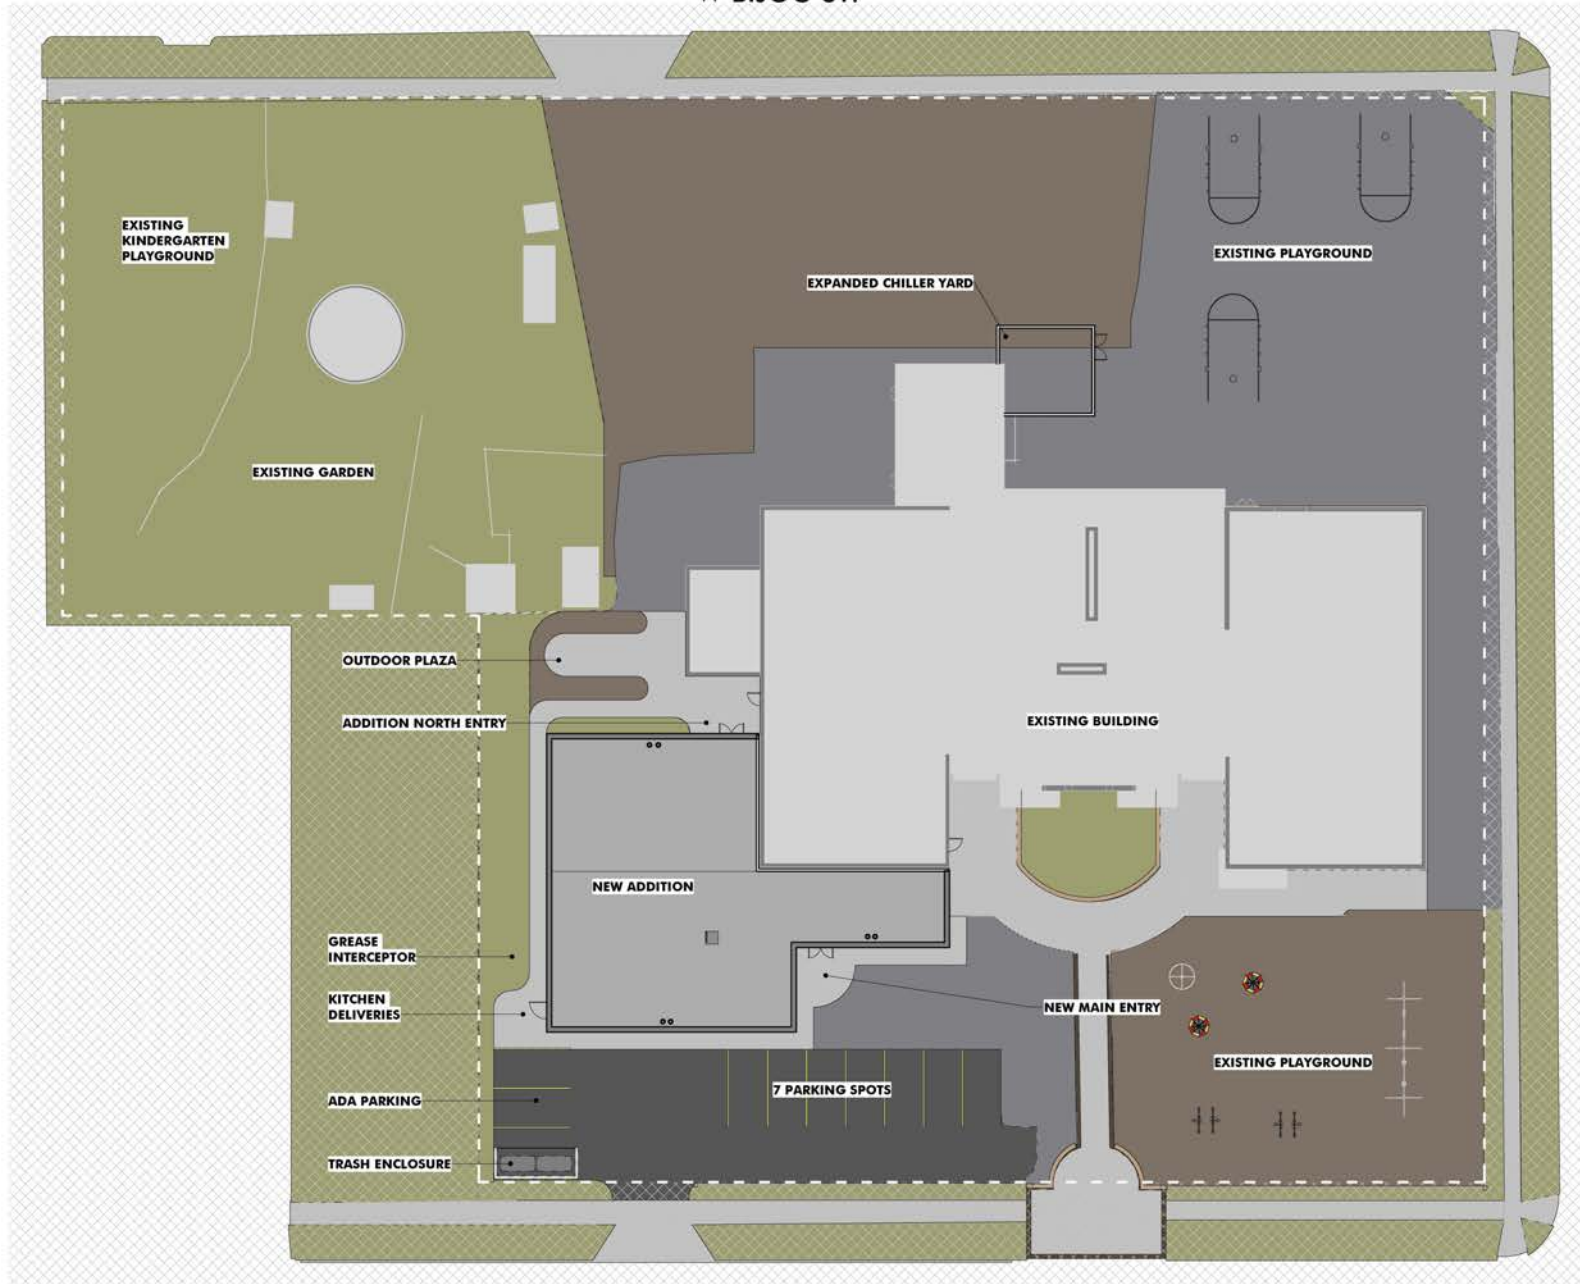 EXISTING
KINDERGARTEN
PLAYGROUND
EXISTING PLAYGROUND
EXPANDED CHILLER YARD
EXISTING GARDEN
OUTDOOR PLAZA
ADDITION NORTH ENTRY
EXISTING BUILDING
NEW ADDITION
GREASE
INTERCEPTOR
KITCHEN
DELIVERIES
NEW MAIN ENTRY
EXISTING PLAYGROUND
7 PARKING SPOTS
ADA PARKING
TRASH ENCLOSURE